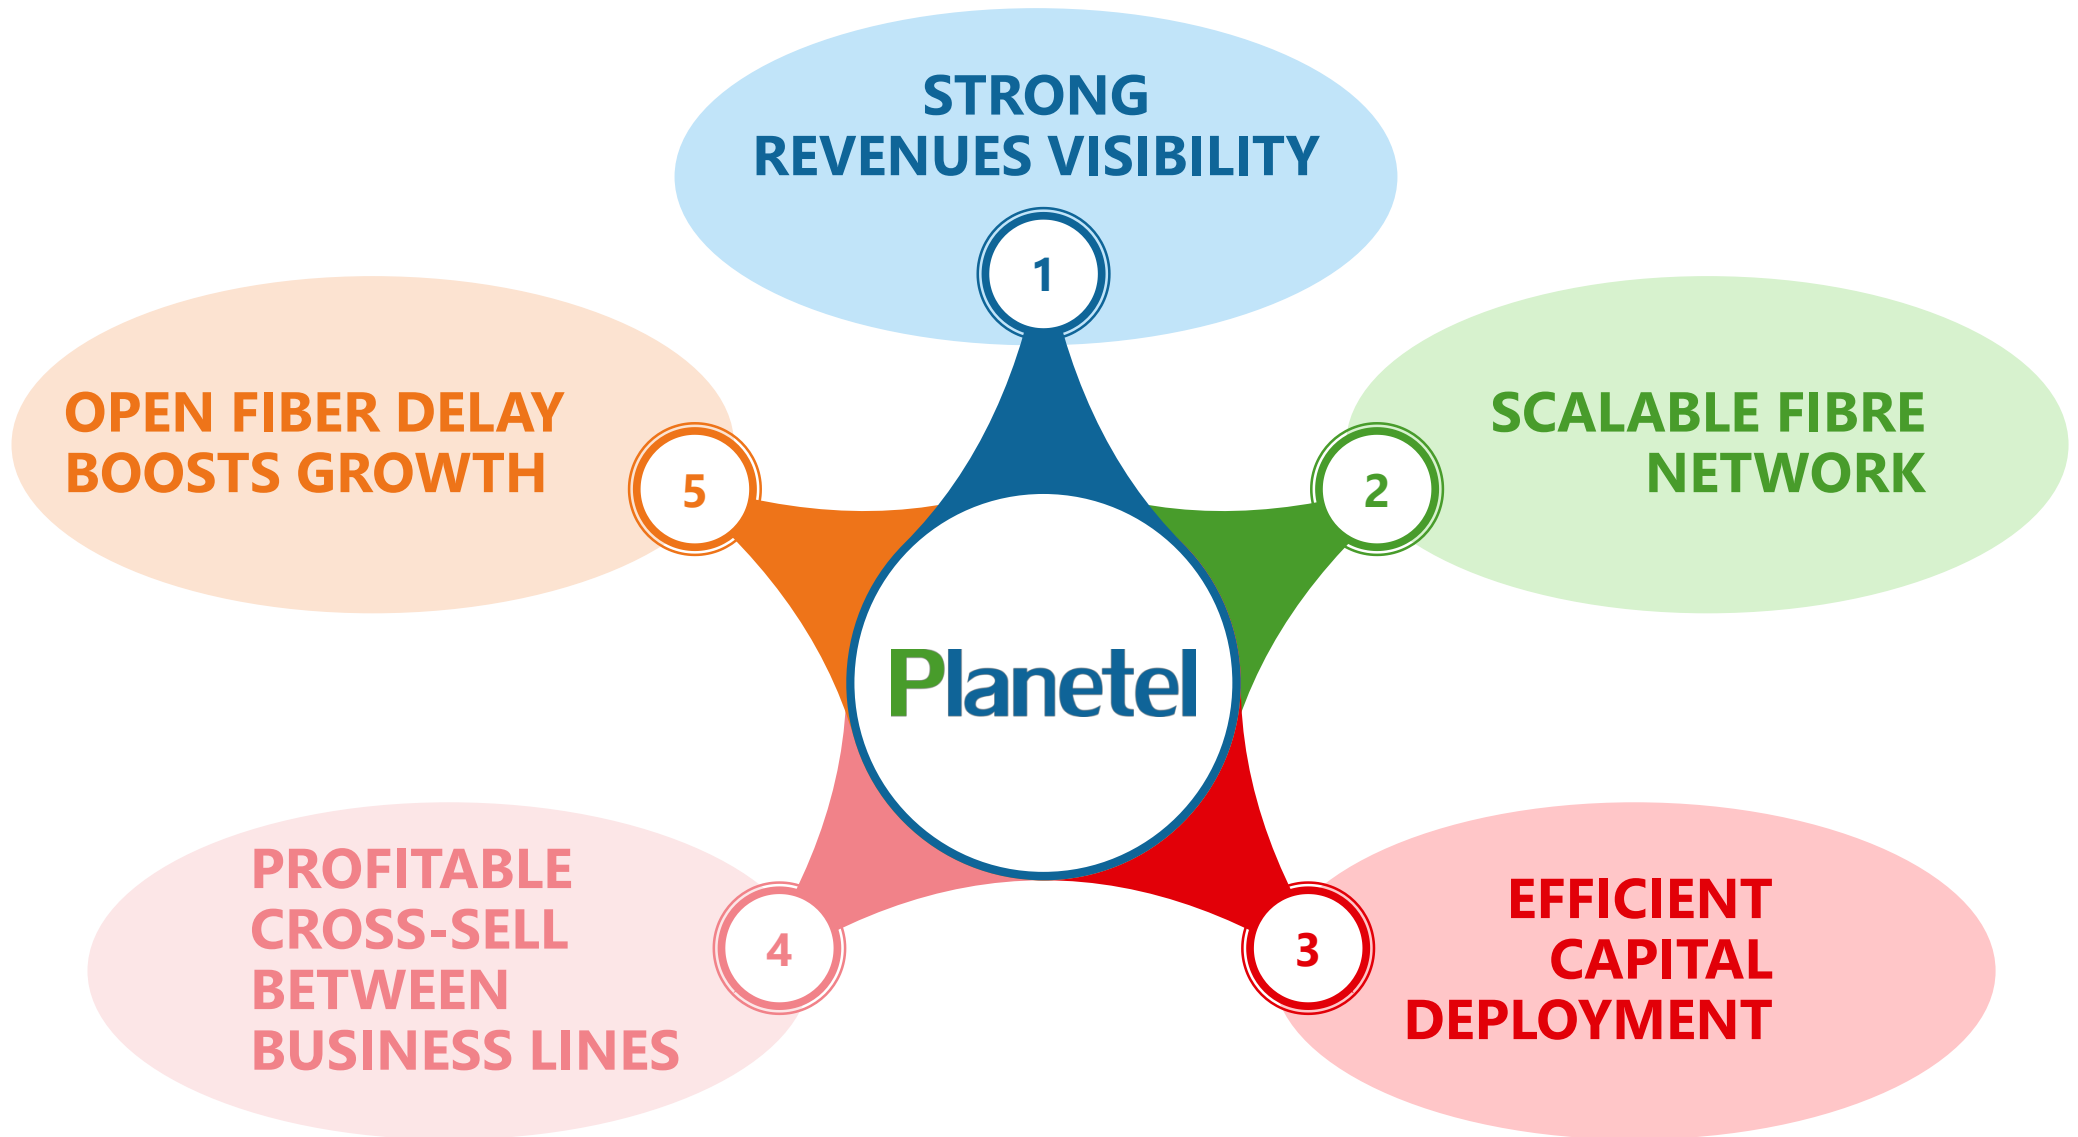 STRONG
REVENUES VISIBILITY
1
SCALABLE FIBRE
NETWORK
2
EFFICIENT
CAPITAL
DEPLOYMENT
3
PROFITABLE
CROSS-SELL
BETWEEN
BUSINESS LINES
4
OPEN FIBER DELAY
BOOSTS GROWTH
5
Planetel